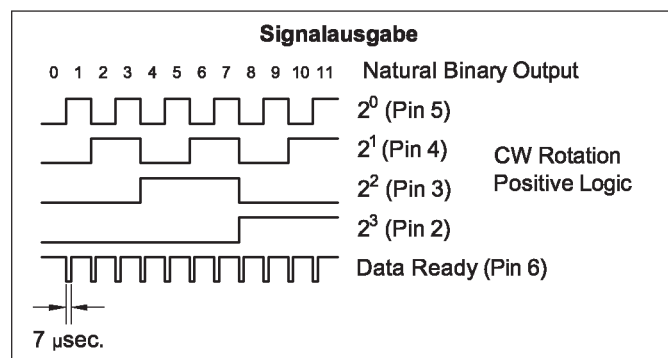 Signalausgabe
0 1 2 3 4 5 6 7 8 9 10 11 Natural Binary Output
2⁰ (Pin 5)
2¹ (Pin 4)
CW Rotation
Positive Logic
2² (Pin 3)
2³ (Pin 2)
Data Ready (Pin 6)
7 µsec.